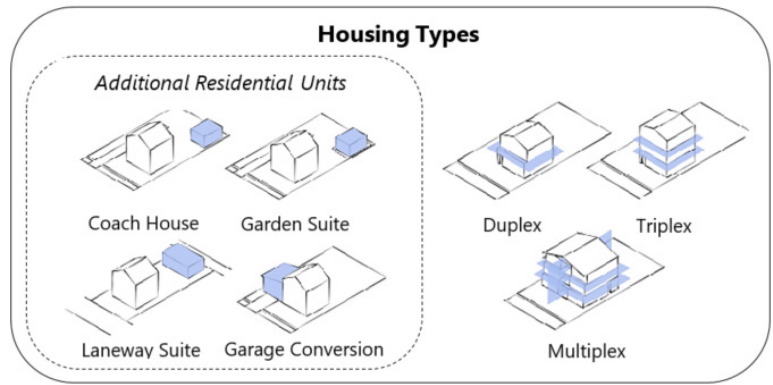 Housing Types
Additional Residential Units
Coach House
Garden Suite
Duplex
Triplex
Laneway Suite
Garage Conversion
Multiplex